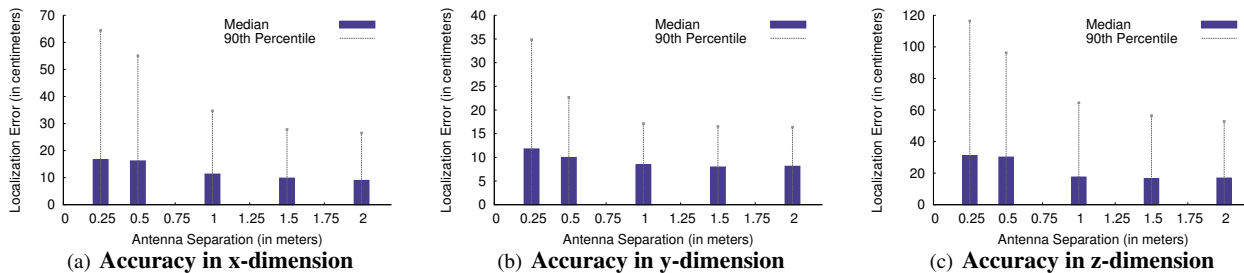 70
60
50
40
30
20
10
0
Localization Error (in centimeters)
Median
90th Percentile
0 0.25 0.5 0.75 1 1.25 1.5 1.75 2
Antenna Separation (in meters)
(a) Accuracy in x-dimension
40
35
30
25
20
15
10
5
0
Localization Error (in centimeters)
Median
90th Percentile
0 0.25 0.5 0.75 1 1.25 1.5 1.75 2
Antenna Separation (in meters)
(b) Accuracy in y-dimension
120
100
80
60
40
20
0
Localization Error (in centimeters)
Median
90th Percentile
0 0.25 0.5 0.75 1 1.25 1.5 1.75 2
Antenna Separation (in meters)
(c) Accuracy in z-dimension